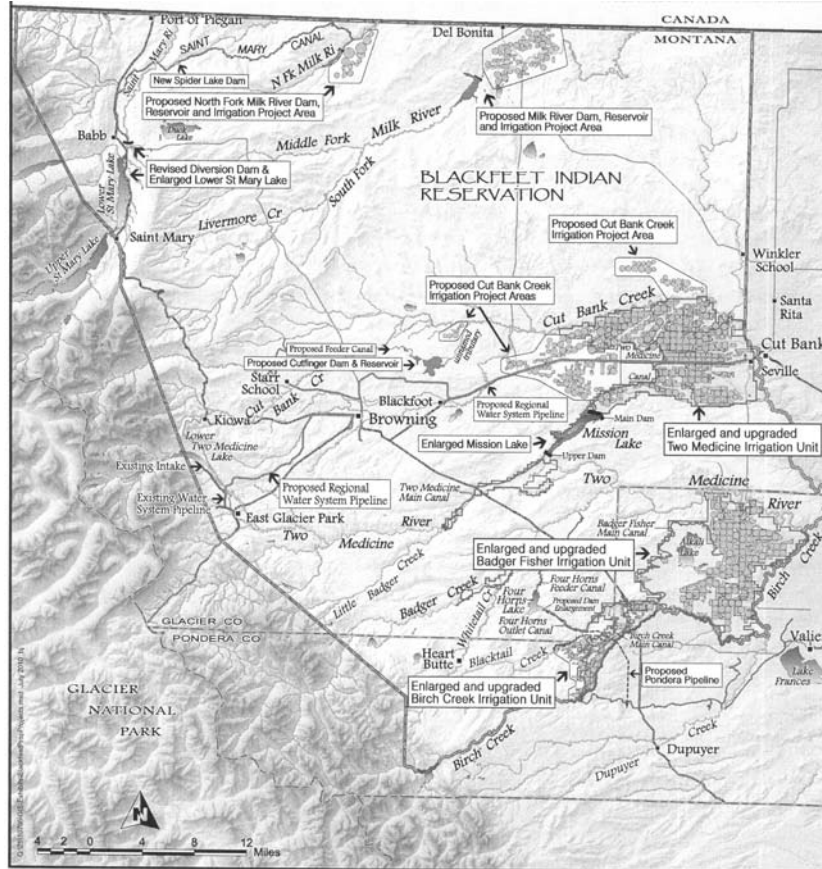 CANADA
MONTANA
Port of Piegan
Del Bonita
Saint Mary Ri
SAINT MARY CANAL
N Fk Milk Ri
New Spider Lake Dam
Proposed North Fork Milk River Dam,
Reservoir and Irrigation Project Area
Proposed Milk River Dam, Reservoir
and Irrigation Project Area
Babb
Duck
Lake
Middle Fork
Milk River
South Fork
Revised Diversion Dam &
Enlarged Lower St Mary Lake
Lower
St Mary Lake
BLACKFEET INDIAN
RESERVATION
Livermore Cr
Saint Mary
Upper
St Mary Lake
Proposed Cut Bank Creek
Irrigation Project Area
Winkler
School
Proposed Cut Bank Creek
Irrigation Project Areas
Cut Bank Creek
Santa
Rita
unnamed
tributary
Proposed Feeder Canal
Proposed Cutfinger Dam & Reservoir
Two
Medicine
Canal
Cut Bank
Seville
Starr
School
Cut Bank Cr
Blackfoot
Proposed Regional
Water System Pipeline
Kiowa
Browning
Main Dam
Enlarged Mission Lake
Mission
Lake
Enlarged and upgraded
Two Medicine Irrigation Unit
Lower
Two Medicine
Lake
Upper Dam
Existing Intake
Existing Water
System Pipeline
Proposed Regional
Water System Pipeline
Two Medicine
Main Canal
Two Medicine River
East Glacier Park
Two Medicine River
Badger Fisher
Main Canal
Enlarged and upgraded
Badger Fisher Irrigation Unit
Lake
Birch Creek
Little Badger Creek
Badger Creek
Whitetail Cr
Four
Horns
Lake
Four Horns
Feeder Canal
Proposed Dam
Enlargement
Four Horns
Outlet Canal
GLACIER CO
PONDERA CO
Birch Creek
Main Canal
Valier
Heart
Butte
Blacktail Creek
Proposed
Pondera Pipeline
Lake
Frances
Enlarged and upgraded
Birch Creek Irrigation Unit
GLACIER
NATIONAL
PARK
Birch Creek
Dupuyer
Dupuyer Creek
N
4 2 0 4 8 12
Miles